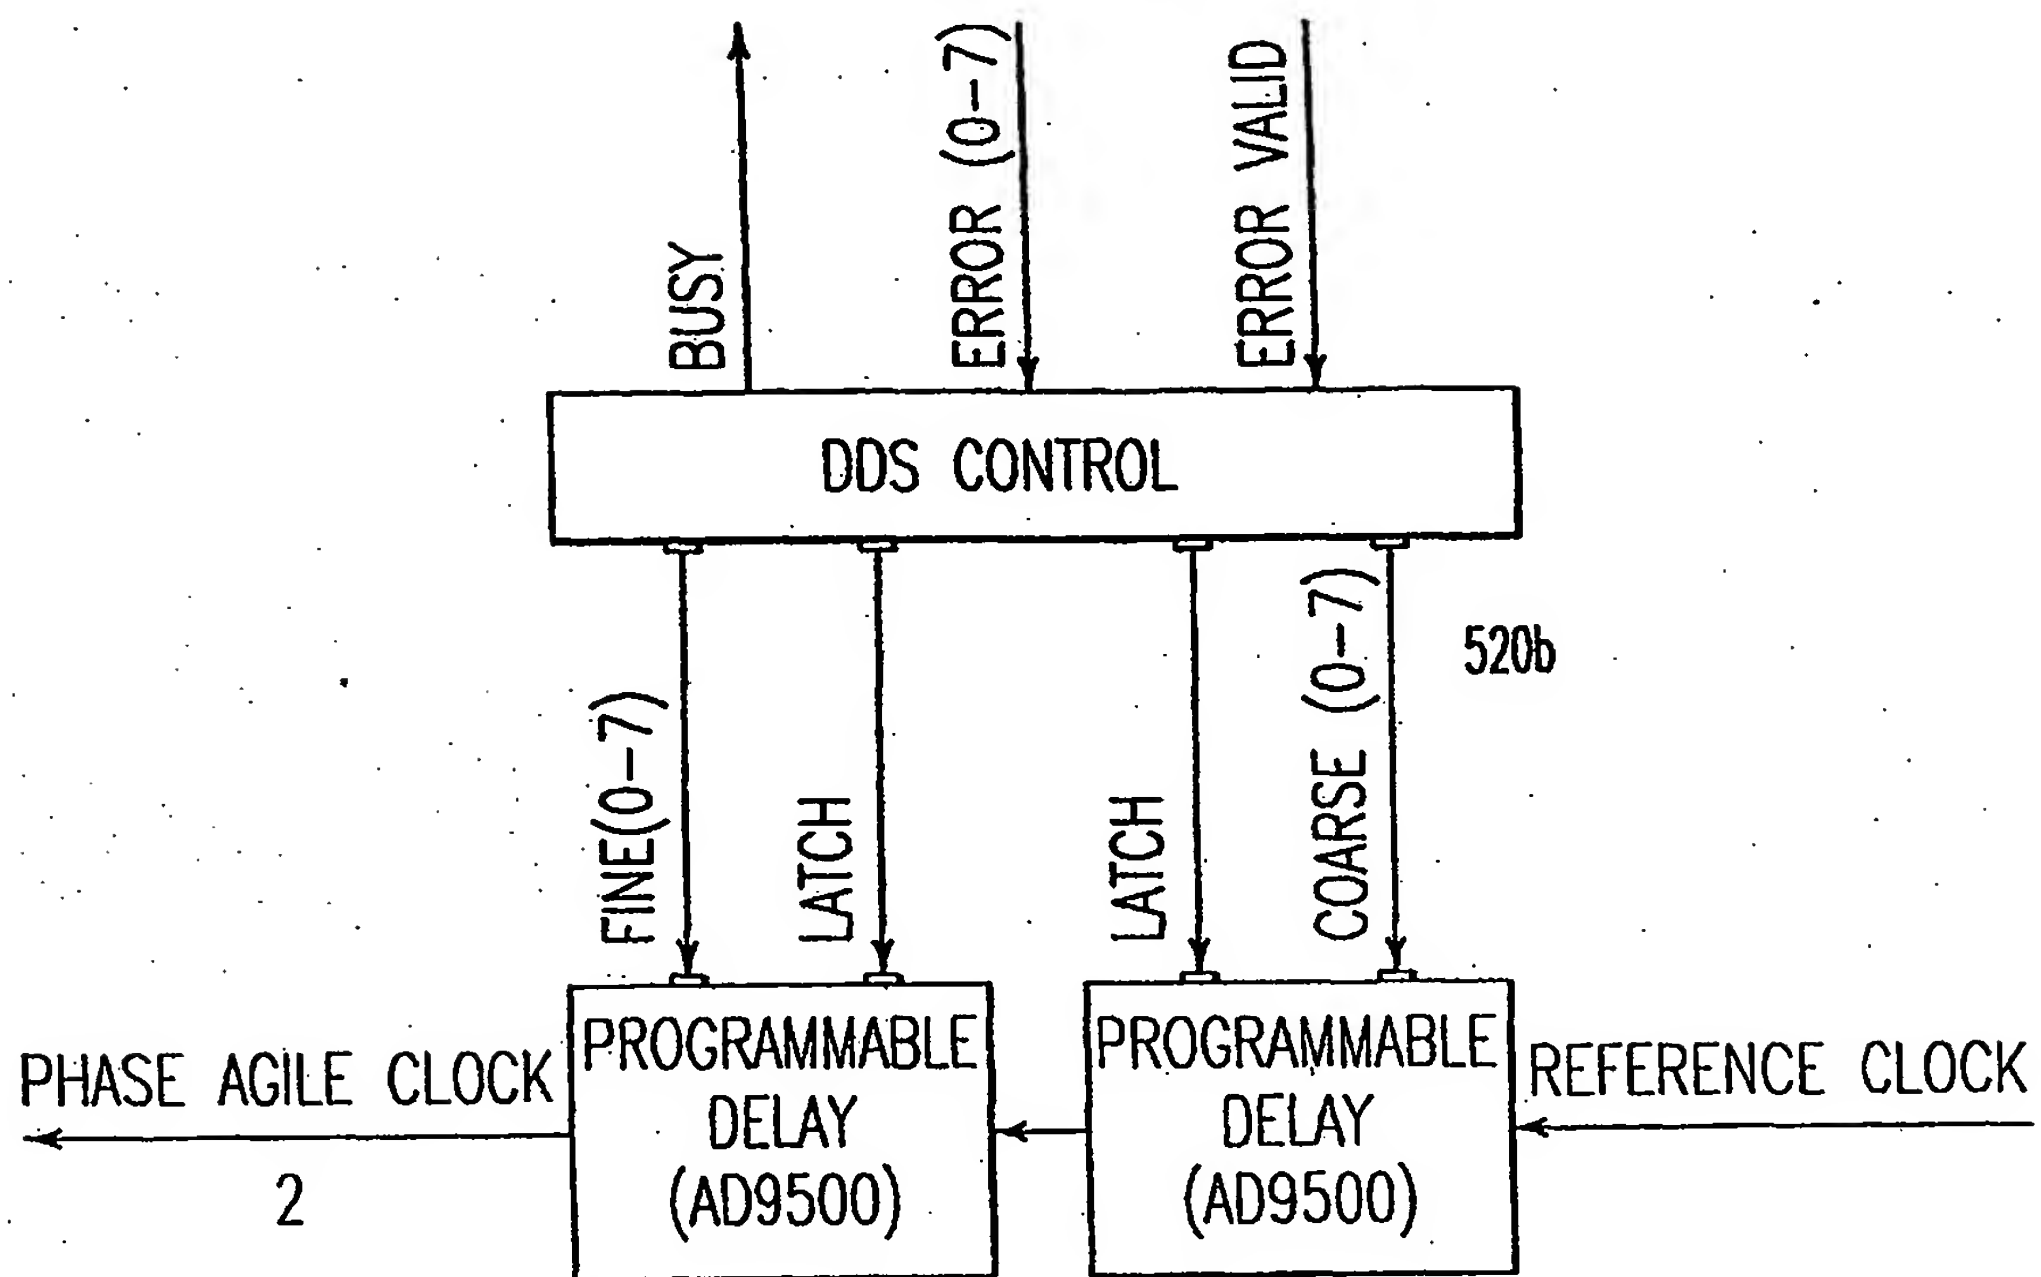 BUSY
ERROR (0-7)
ERROR VALID
DDS CONTROL
FINE(0-7)
LATCH
LATCH
COARSE (0-7)
520b
PHASE AGILE CLOCK
2
PROGRAMMABLE
DELAY
(AD9500)
PROGRAMMABLE
DELAY
(AD9500)
REFERENCE CLOCK